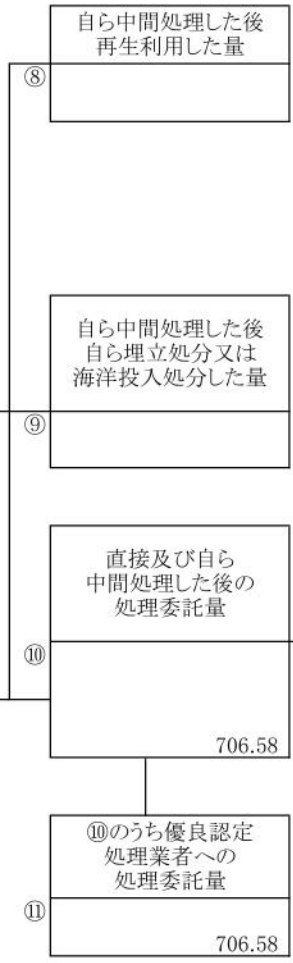 自ら中間処理した後
再生利用した量
⑧
自ら中間処理した後
自ら埋立処分又は
海洋投入処分した量
⑨
直接及び自ら
中間処理した後の
処理委託量
⑩
706.58
⑩のうち優良認定
処理業者への
処理委託量
⑪
706.58